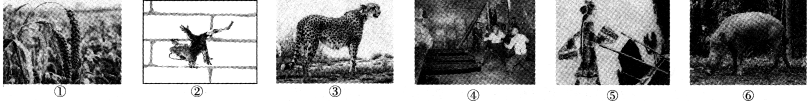 ① ② ③ ④ ⑤ ⑥